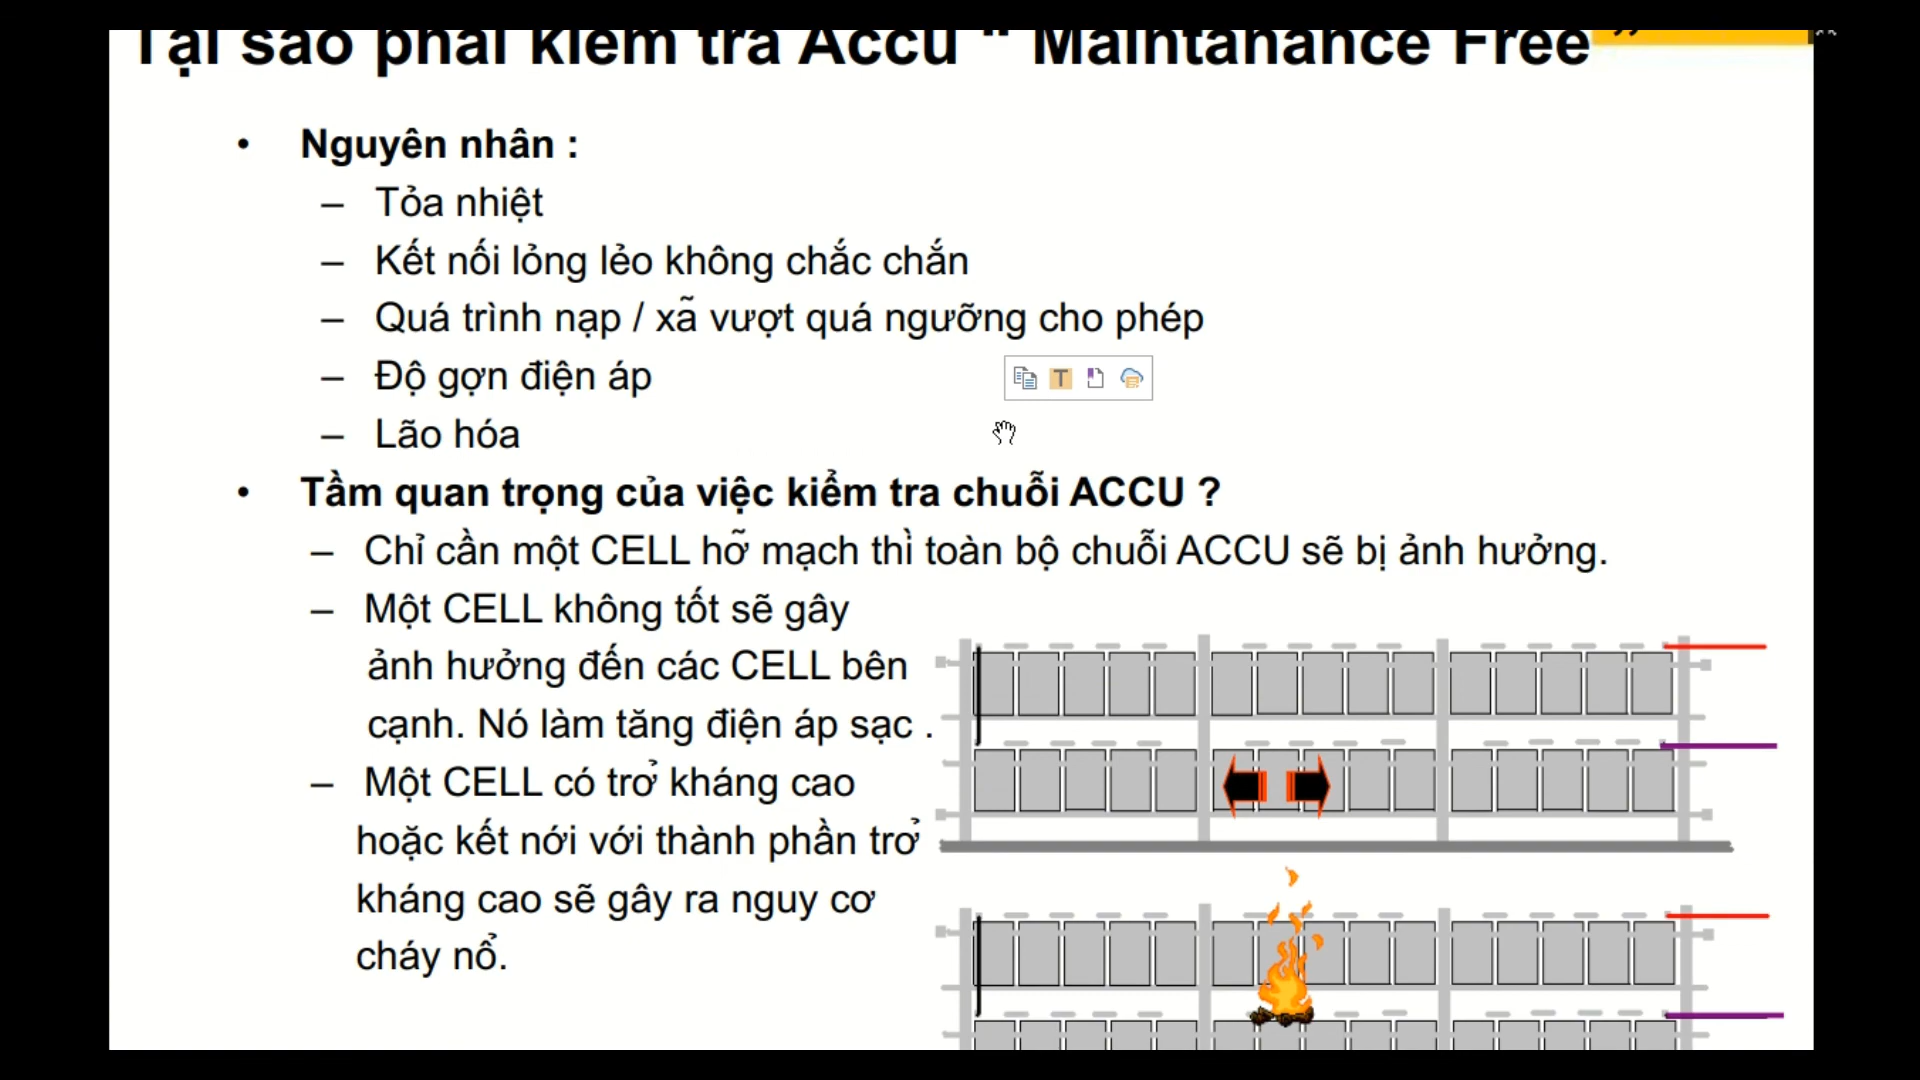 Tại sao phải kiểm tra Accu " Maintanance Free"
• Nguyên nhân :
– Tỏa nhiệt
– Kết nối lỏng lẻo không chắc chắn
– Quá trình nạp / xã vượt quá ngưỡng cho phép
– Độ gợn điện áp
– Lão hóa
• Tầm quan trọng của việc kiểm tra chuỗi ACCU ?
– Chỉ cần một CELL hỡ mạch thì toàn bộ chuỗi ACCU sẽ bị ảnh hưởng.
– Một CELL không tốt sẽ gây
ảnh hưởng đến các CELL bên
cạnh. Nó làm tăng điện áp sạc .
– Một CELL có trở kháng cao
hoặc kết nới với thành phần trở
kháng cao sẽ gây ra nguy cơ
cháy nổ.